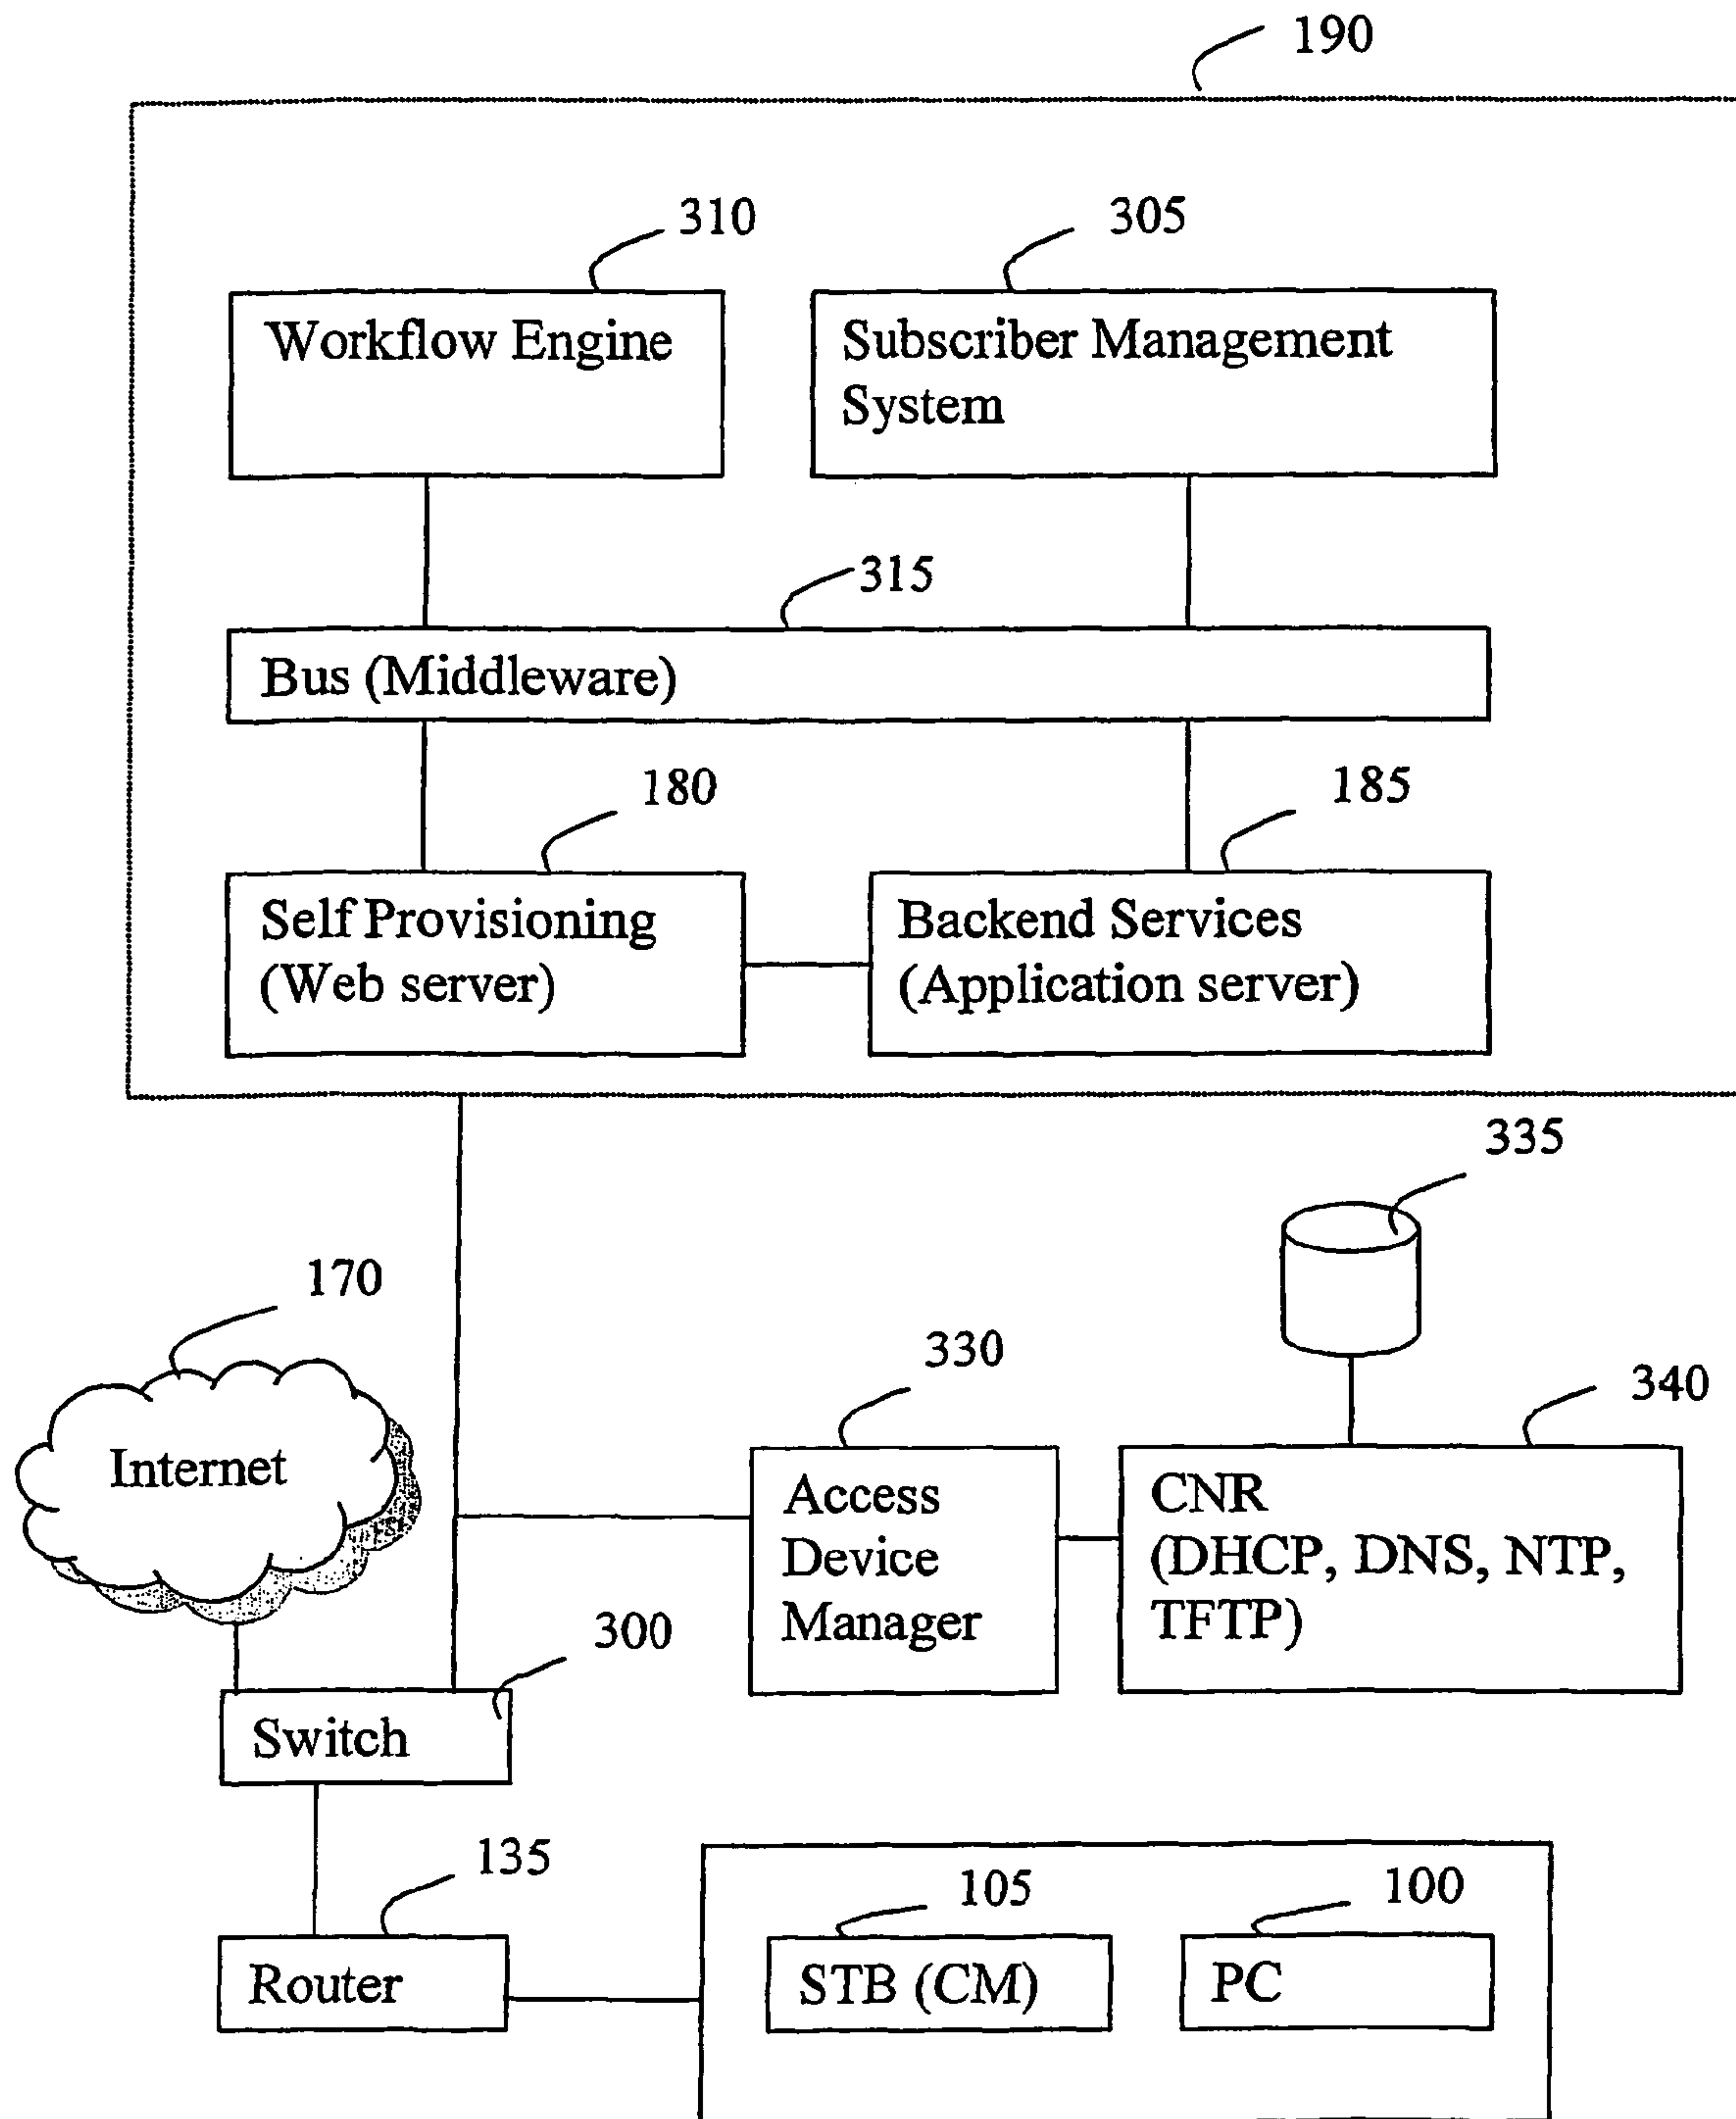 190
310
305
Workflow Engine
Subscriber Management
System
315
Bus (Middleware)
180
185
Self Provisioning
(Web server)
Backend Services
(Application server)
335
170
330
340
Internet
Access
Device
Manager
CNR
(DHCP, DNS, NTP,
TFTP)
300
Switch
135
105
100
Router
STB (CM)
PC